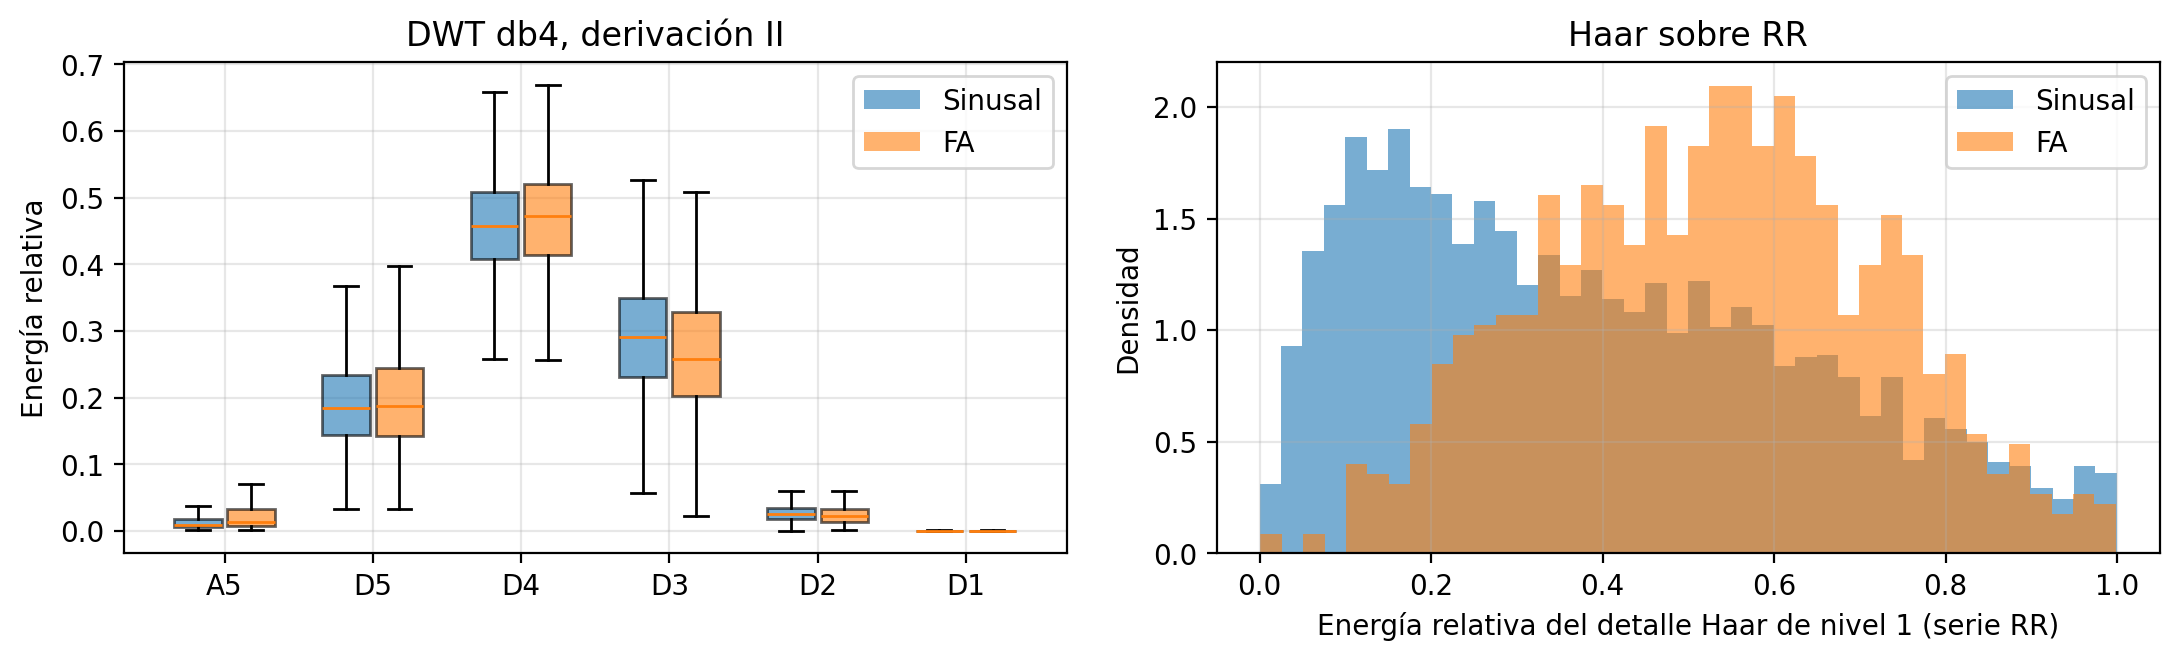 DWT db4, derivación II
Energía relativa
0.7
0.6
0.5
0.4
0.3
0.2
0.1
0.0
A5 D5 D4 D3 D2 D1
Sinusal
FA
Haar sobre RR
Densidad
2.0
1.5
1.0
0.5
0.0
0.0 0.2 0.4 0.6 0.8 1.0
Energía relativa del detalle Haar de nivel 1 (serie RR)
Sinusal
FA